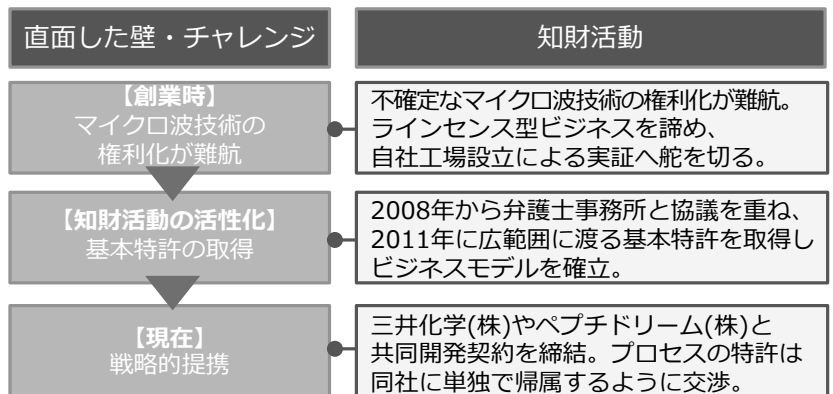 直面した壁・チャレンジ
知財活動
【創業時】
マイクロ波技術の
権利化が難航
不確定なマイクロ波技術の権利化が難航。
ラインセンス型ビジネスを諦め、
自社工場設立による実証へ舵を切る。
【知財活動の活性化】
基本特許の取得
2008年から弁護士事務所と協議を重ね、
2011年に広範囲に渡る基本特許を取得し
ビジネスモデルを確立。
【現在】
戦略的提携
三井化学(株)やペプチドリーム(株)と
共同開発契約を締結。プロセスの特許は
同社に単独で帰属するように交渉。